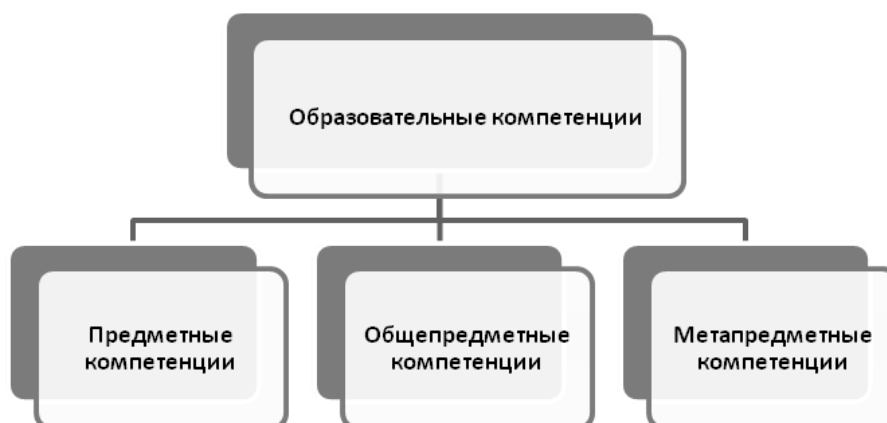 Образовательные компетенции
Предметные
компетенции
Общепредметные
компетенции
Метапредметные
компетенции